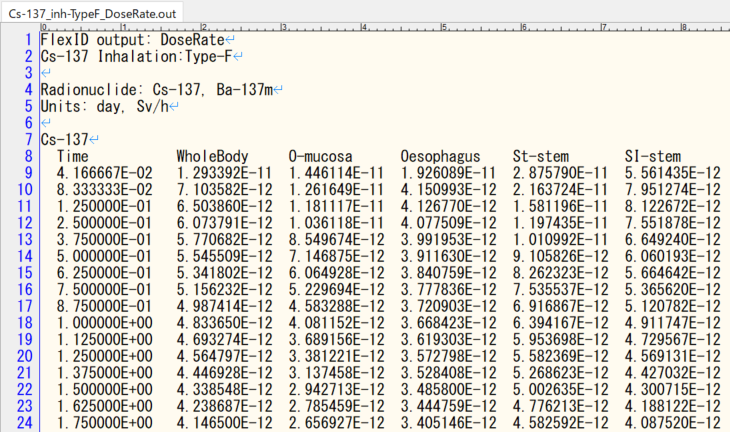 Cs-137_inh-TypeF_DoseRate.out
0 1 2 3 4 5 6 7 8
1 FlexID output: DoseRate↵
2 Cs-137 Inhalation:Type-F↵
3 ↵
4 Radionuclide: Cs-137, Ba-137m↵
5 Units: day, Sv/h↵
6 ↵
7 Cs-137↵
8 Time WholeBody O-mucosa Oesophagus St-stem SI-stem
9 4.166667E-02 1.293392E-11 1.446114E-11 1.926089E-11 2.875790E-11 5.561435E-12
10 8.333333E-02 7.103582E-12 1.261649E-11 4.150993E-12 2.163724E-11 7.951274E-12
11 1.250000E-01 6.503860E-12 1.181117E-11 4.126770E-12 1.581196E-11 8.122672E-12
12 2.500000E-01 6.073791E-12 1.036118E-11 4.077509E-12 1.197435E-11 7.551878E-12
13 3.750000E-01 5.770682E-12 8.549674E-12 3.991953E-12 1.010992E-11 6.649240E-12
14 5.000000E-01 5.545509E-12 7.146875E-12 3.911630E-12 9.105826E-12 6.060193E-12
15 6.250000E-01 5.341802E-12 6.064928E-12 3.840759E-12 8.262323E-12 5.664642E-12
16 7.500000E-01 5.156232E-12 5.229694E-12 3.777836E-12 7.535537E-12 5.365620E-12
17 8.750000E-01 4.987414E-12 4.583288E-12 3.720903E-12 6.916867E-12 5.120782E-12
18 1.000000E+00 4.833650E-12 4.081152E-12 3.668423E-12 6.394167E-12 4.911747E-12
19 1.125000E+00 4.693274E-12 3.689156E-12 3.619303E-12 5.953698E-12 4.729567E-12
20 1.250000E+00 4.564797E-12 3.381221E-12 3.572798E-12 5.582369E-12 4.569131E-12
21 1.375000E+00 4.446928E-12 3.137458E-12 3.528408E-12 5.268623E-12 4.427032E-12
22 1.500000E+00 4.338548E-12 2.942713E-12 3.485800E-12 5.002635E-12 4.300715E-12
23 1.625000E+00 4.238687E-12 2.785459E-12 3.444759E-12 4.776213E-12 4.188122E-12
24 1.750000E+00 4.146500E-12 2.656927E-12 3.405146E-12 4.582592E-12 4.087520E-12